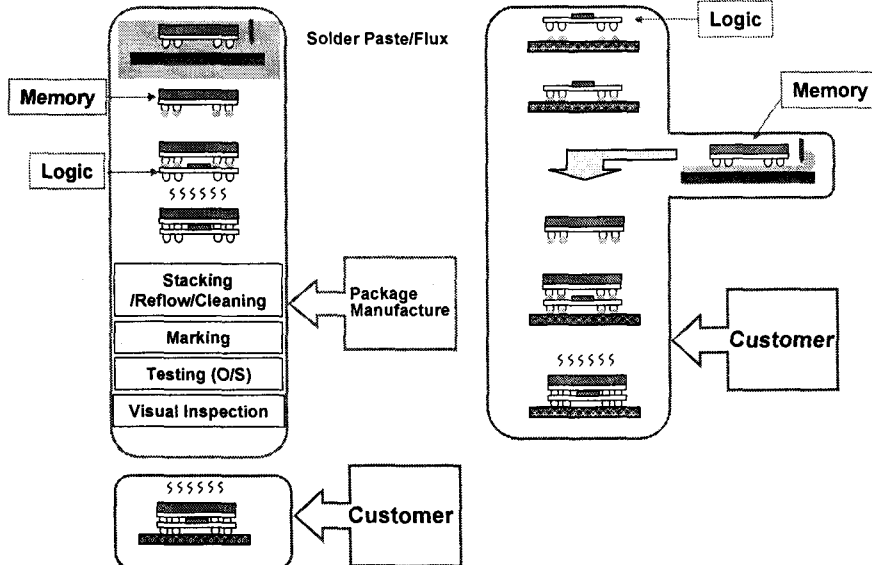 Solder Paste/Flux
Memory
Logic
Stacking
/Reflow/Cleaning
Marking
Testing (O/S)
Visual Inspection
Package
Manufacture
Customer
Logic
Memory
Customer